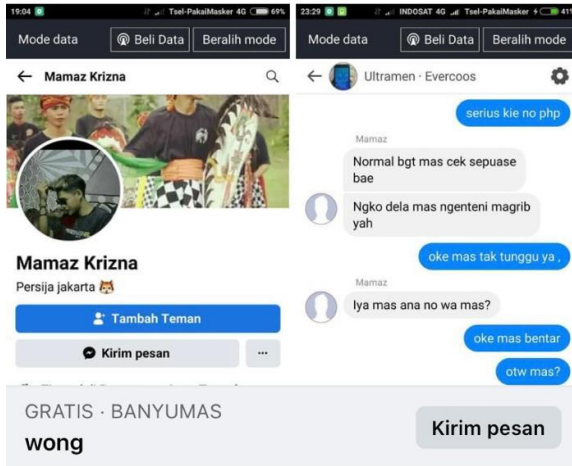 19:04 Tsel-PakaiMasker 4G 69%
Mode data Beli Data Beralih mode
Mamaz Krizna
Mamaz Krizna
Persija jakarta
Tambah Teman
Kirim pesan
23:29 INDOSAT 4G Tsel-PakaiMasker 41%
Mode data Beli Data Beralih mode
Ultramen · Evercoos
serius kie no php
Mamaz
Normal bgt mas cek sepuase
bae
Ngko dela mas ngenteni magrib
yah
oke mas tak tunggu ya ,
Mamaz
Iya mas ana no wa mas?
oke mas bentar
otw mas?
GRATIS · BANYUMAS
wong
Kirim pesan